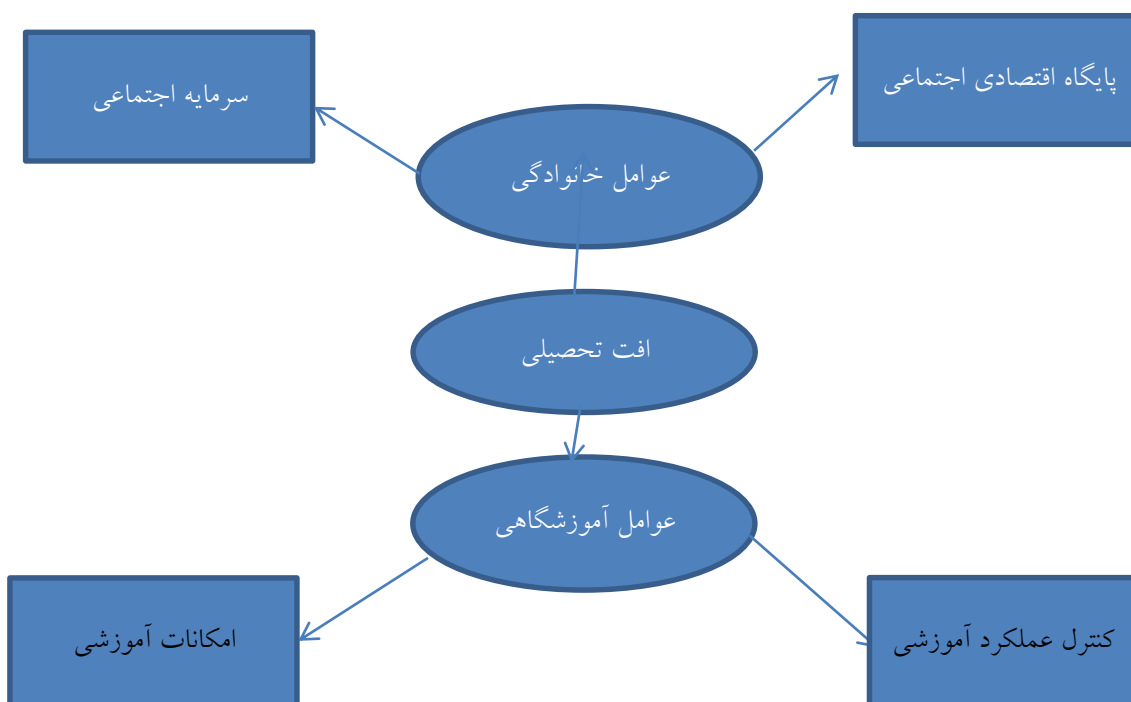 پایگاه اقتصادی اجتماعی
سرمایه اجتماعی
عوامل خانوادگی
افت تحصیلی
عوامل آموزشگاهی
کنترل عملکرد آموزشی
امکانات آموزشی